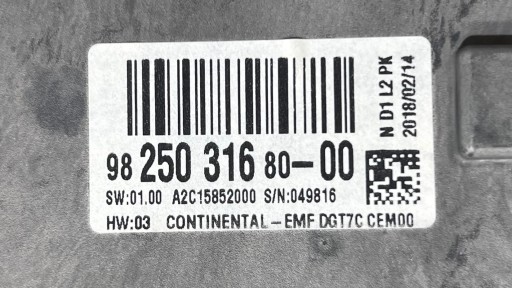 98 250 316 80-00
SW:01.00 A2C15852000 S/N:049816
HW:03 CONTINENTAL-EMF DGT7C CEM00
N D1 L2 PK
2018/02/14